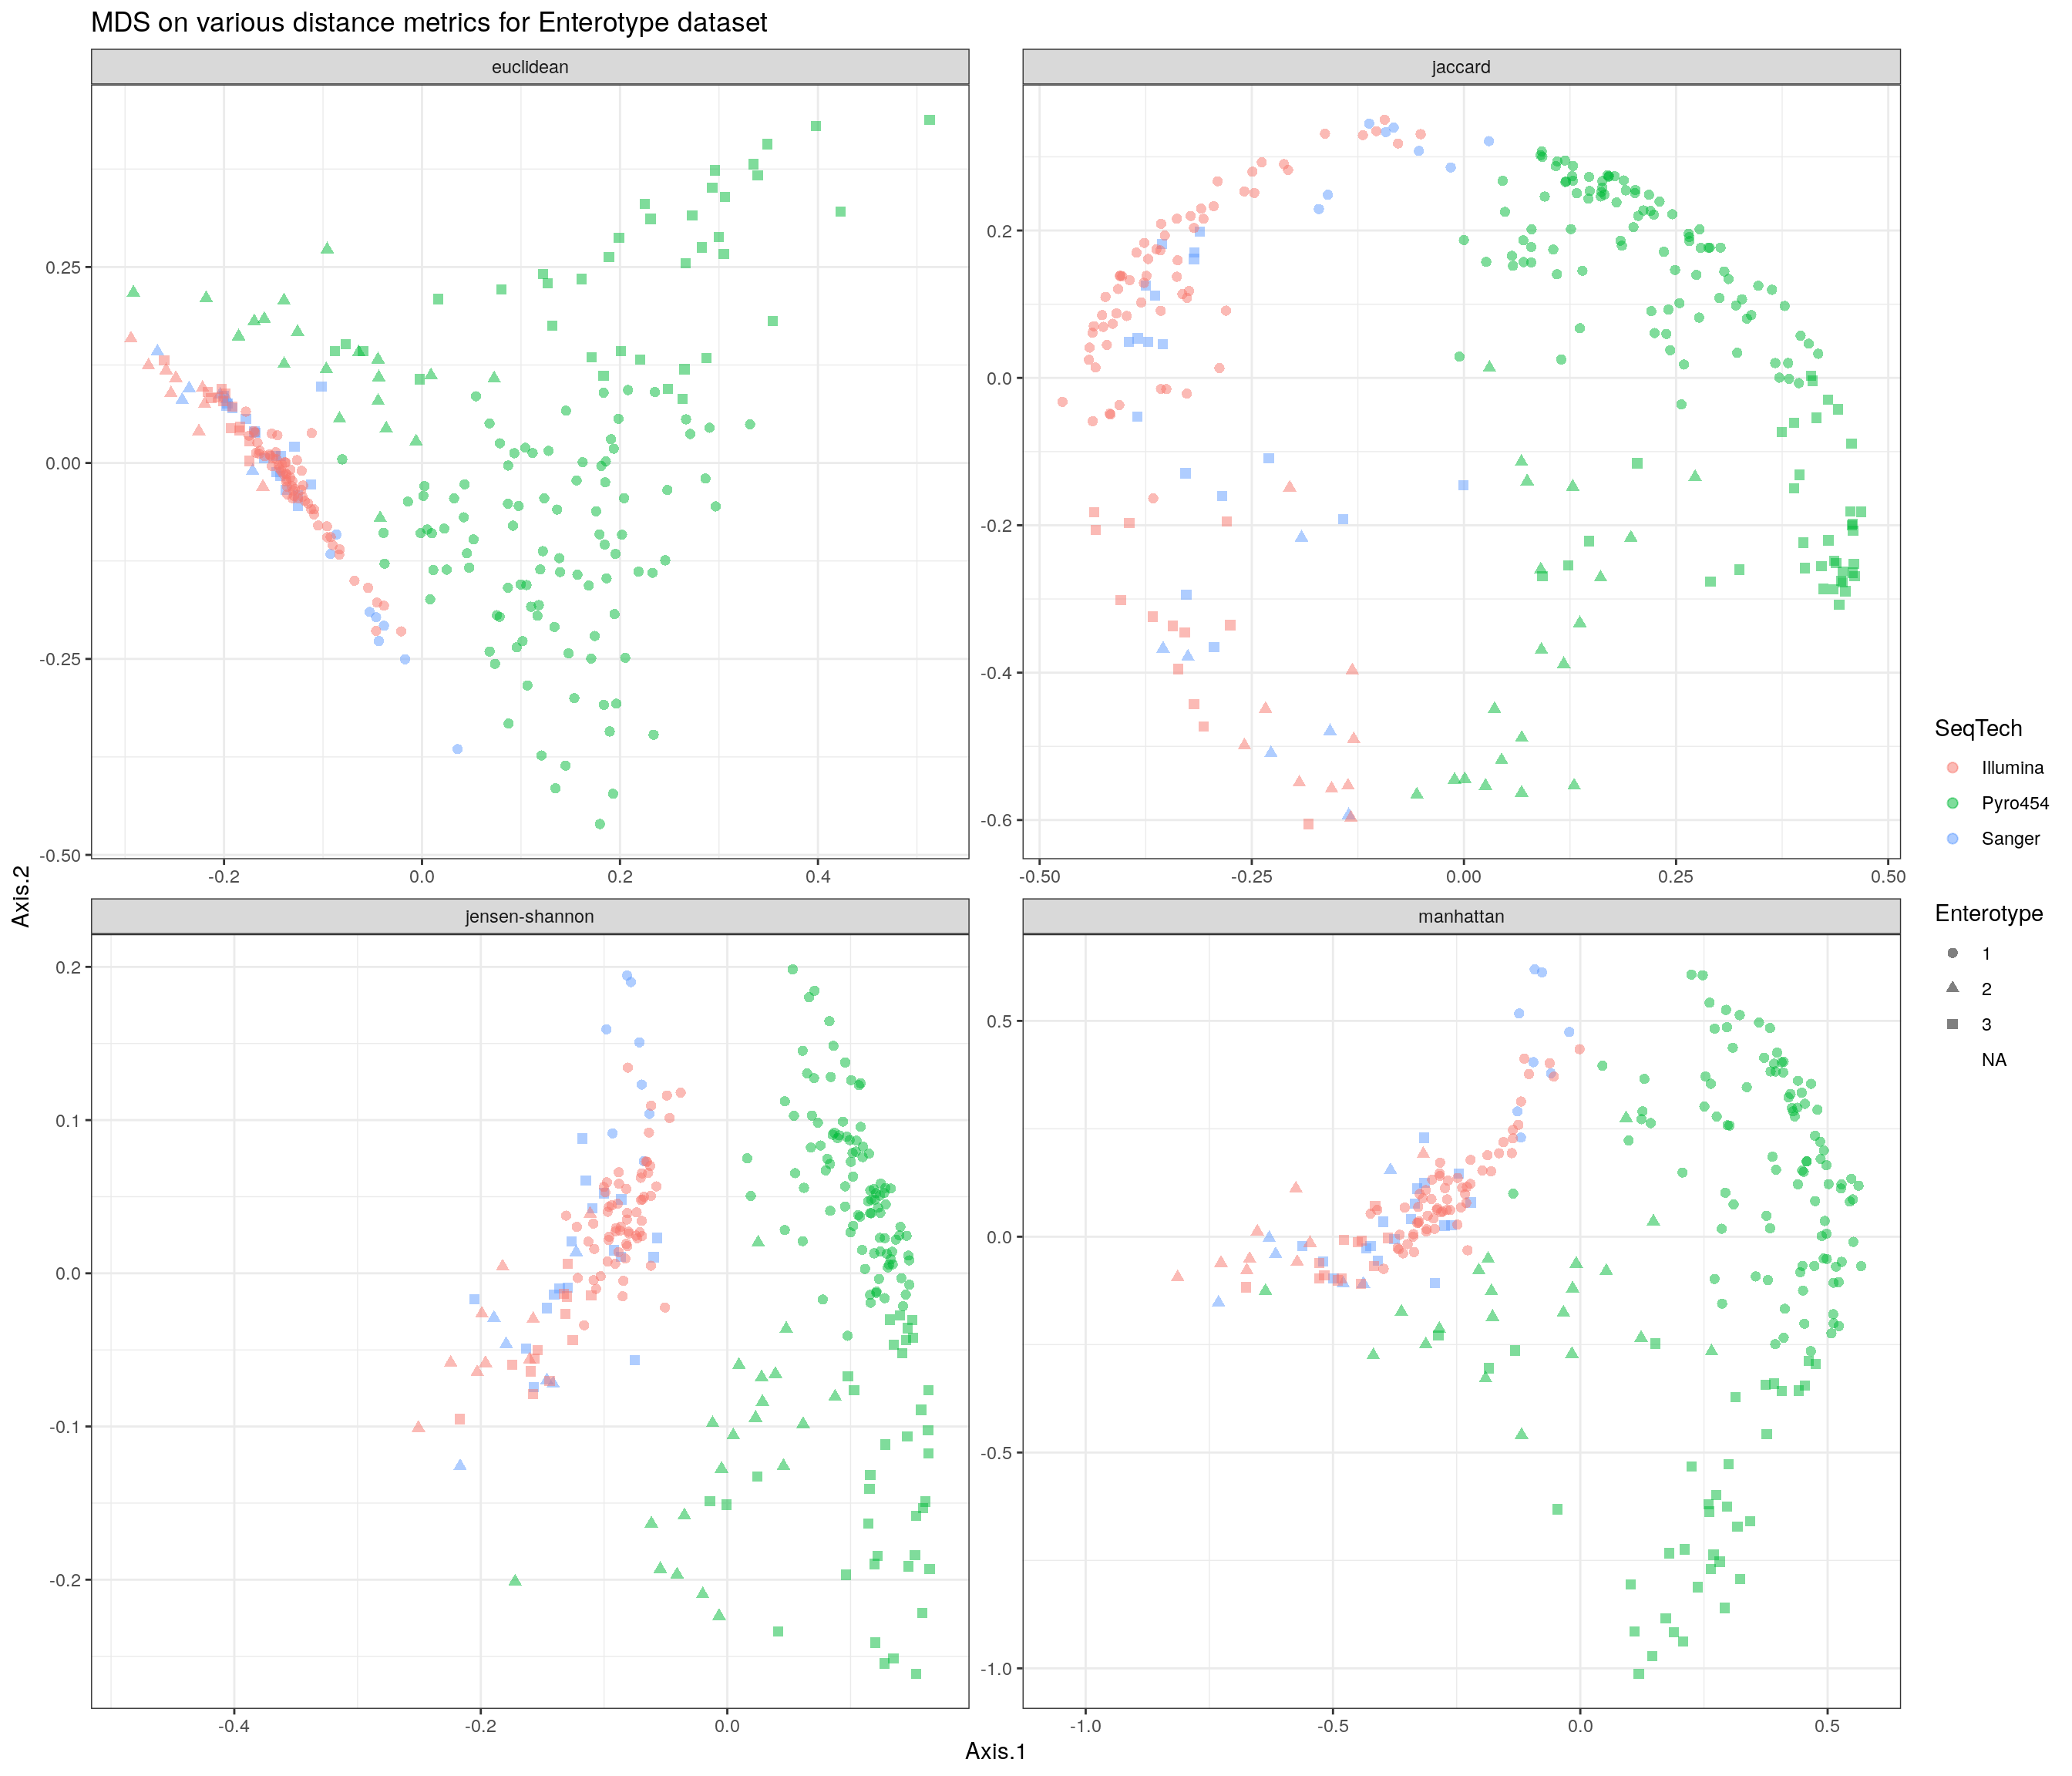 MDS on various distance metrics for Enterotype dataset
euclidean
jaccard
0.25
0.00
-0.25
-0.50
-0.2
0.0
0.2
0.4
0.2
0.0
-0.2
-0.4
-0.6
-0.50
-0.25
0.00
0.25
0.50
jensen-shannon
manhattan
0.2
0.1
0.0
-0.1
-0.2
-0.4
-0.2
0.0
0.5
0.0
-0.5
-1.0
-1.0
-0.5
0.0
0.5
Axis.2
Axis.1
SeqTech
Illumina
Pyro454
Sanger
Enterotype
1
2
3
NA